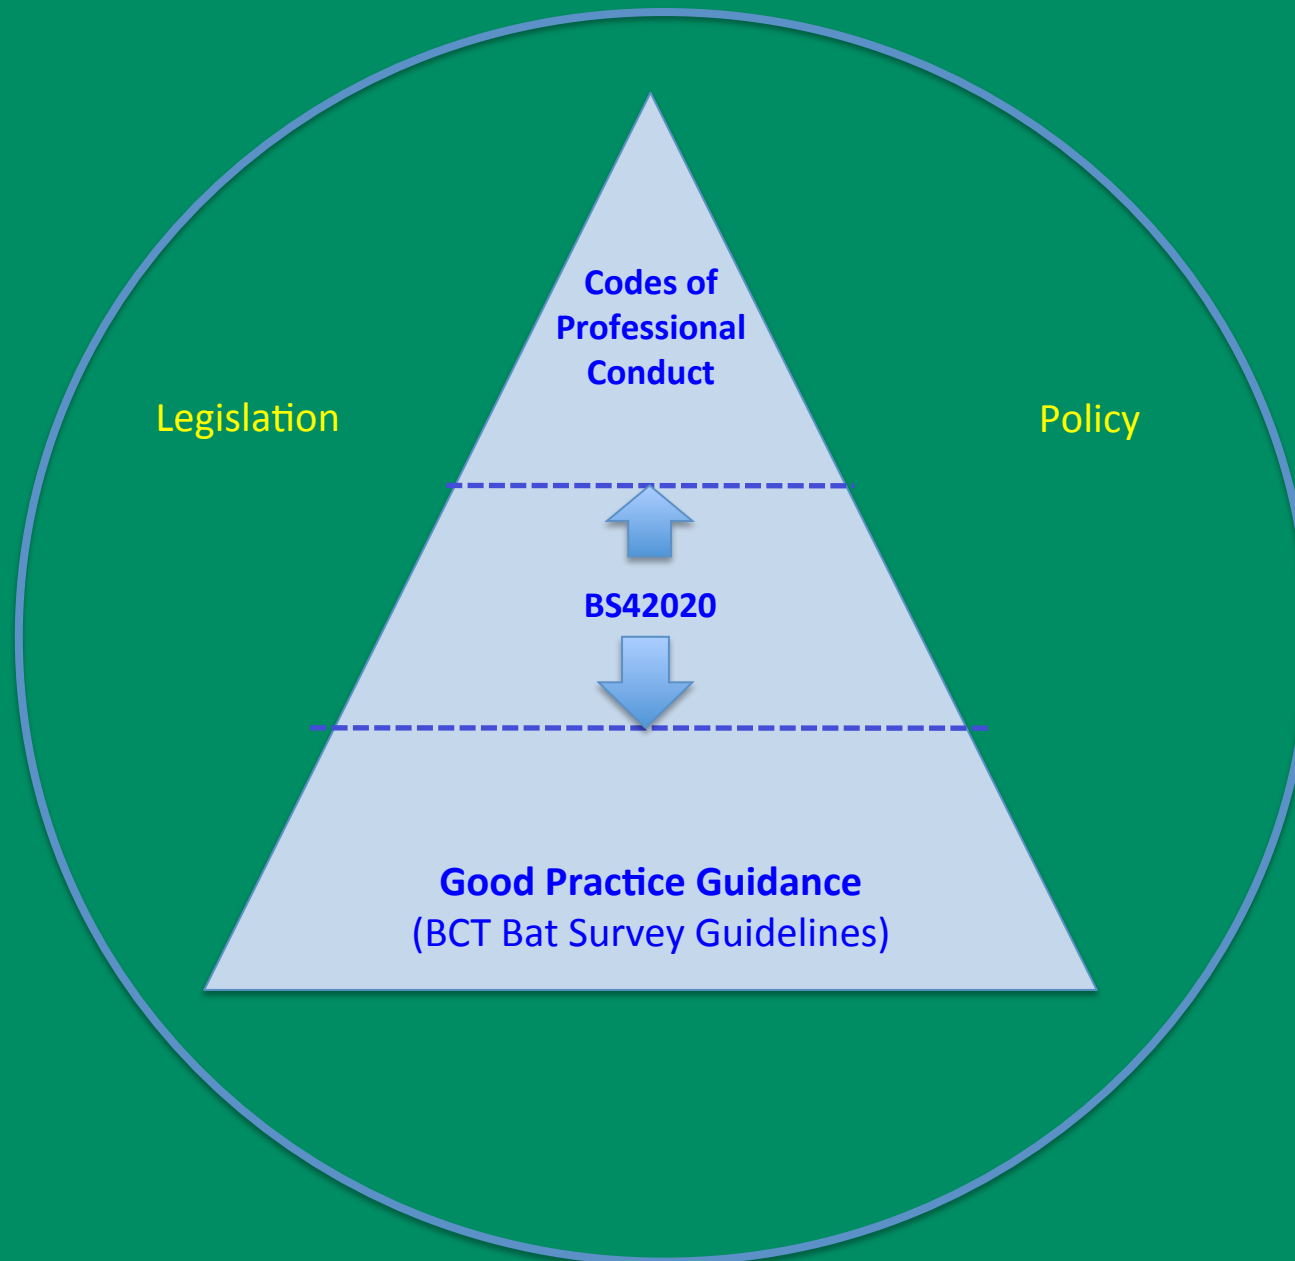 Codes of
Professional
Conduct
Legislation
Policy
BS42020
Good Practice Guidance
(BCT Bat Survey Guidelines)